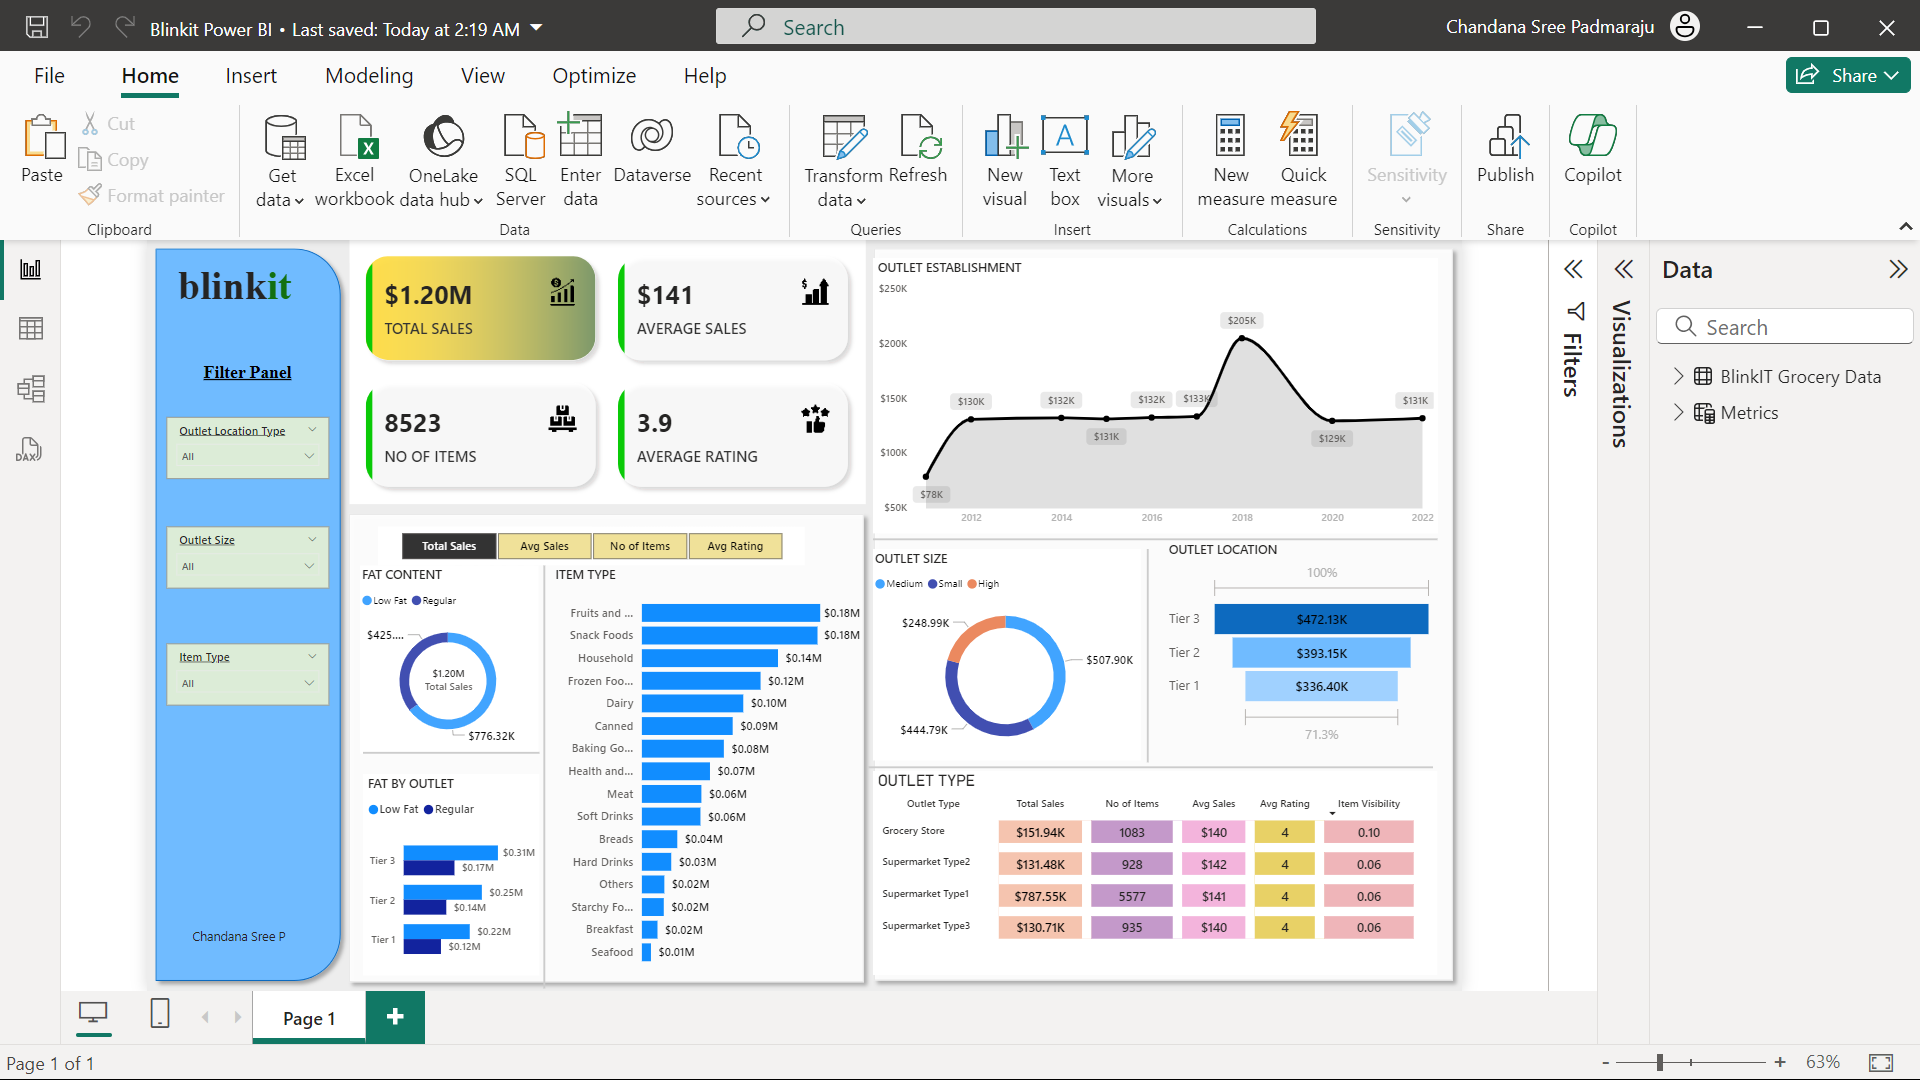 Blinkit Power BI • Last saved: Today at 2:19 AM
Search
Chandana Sree Padmaraju
File
Home
Insert
Modeling
View
Optimize
Help
Share
Paste
Cut
Copy
Format painter
Clipboard
Get data
Excel workbook
OneLake data hub
SQL Server
Enter data
Dataverse
Recent sources
Data
Transform data
Refresh
Queries
New visual
Text box
More visuals
Insert
New measure
Quick measure
Calculations
Sensitivity
Sensitivity
Publish
Share
Copilot
Copilot
DAX
blinkit
Filter Panel
Outlet Location Type
All
Outlet Size
All
Item Type
All
Chandana Sree P
$1.20M
TOTAL SALES
$141
AVERAGE SALES
8523
NO OF ITEMS
3.9
AVERAGE RATING
Total Sales
Avg Sales
No of Items
Avg Rating
FAT CONTENT
Low Fat
Regular
$425....
$1.20M
Total Sales
$776.32K
FAT BY OUTLET
Low Fat
Regular
Tier 3
$0.31M
$0.17M
Tier 2
$0.25M
$0.14M
Tier 1
$0.22M
$0.12M
ITEM TYPE
Fruits and ...
$0.18M
Snack Foods
$0.18M
Household
$0.14M
Frozen Foo...
$0.12M
Dairy
$0.10M
Canned
$0.09M
Baking Go...
$0.08M
Health and...
$0.07M
Meat
$0.06M
Soft Drinks
$0.06M
Breads
$0.04M
Hard Drinks
$0.03M
Others
$0.02M
Starchy Fo...
$0.02M
Breakfast
$0.02M
Seafood
$0.01M
OUTLET ESTABLISHMENT
$250K
$200K
$150K
$100K
$50K
$78K
$130K
$132K
$131K
$132K
$133K
$205K
$129K
$131K
2012
2014
2016
2018
2020
2022
OUTLET SIZE
Medium
Small
High
$248.99K
$507.90K
$444.79K
OUTLET LOCATION
100%
Tier 3
$472.13K
Tier 2
$393.15K
Tier 1
$336.40K
71.3%
OUTLET TYPE
Outlet Type Total Sales No of Items Avg Sales Avg Rating Item Visibility
Grocery Store $151.94K 1083 $140 4 0.10
Supermarket Type2 $131.48K 928 $142 4 0.06
Supermarket Type1 $787.55K 5577 $141 4 0.06
Supermarket Type3 $130.71K 935 $140 4 0.06
Filters
Visualizations
Data
Search
BlinkIT Grocery Data
Metrics
Page 1
Page 1 of 1
63%